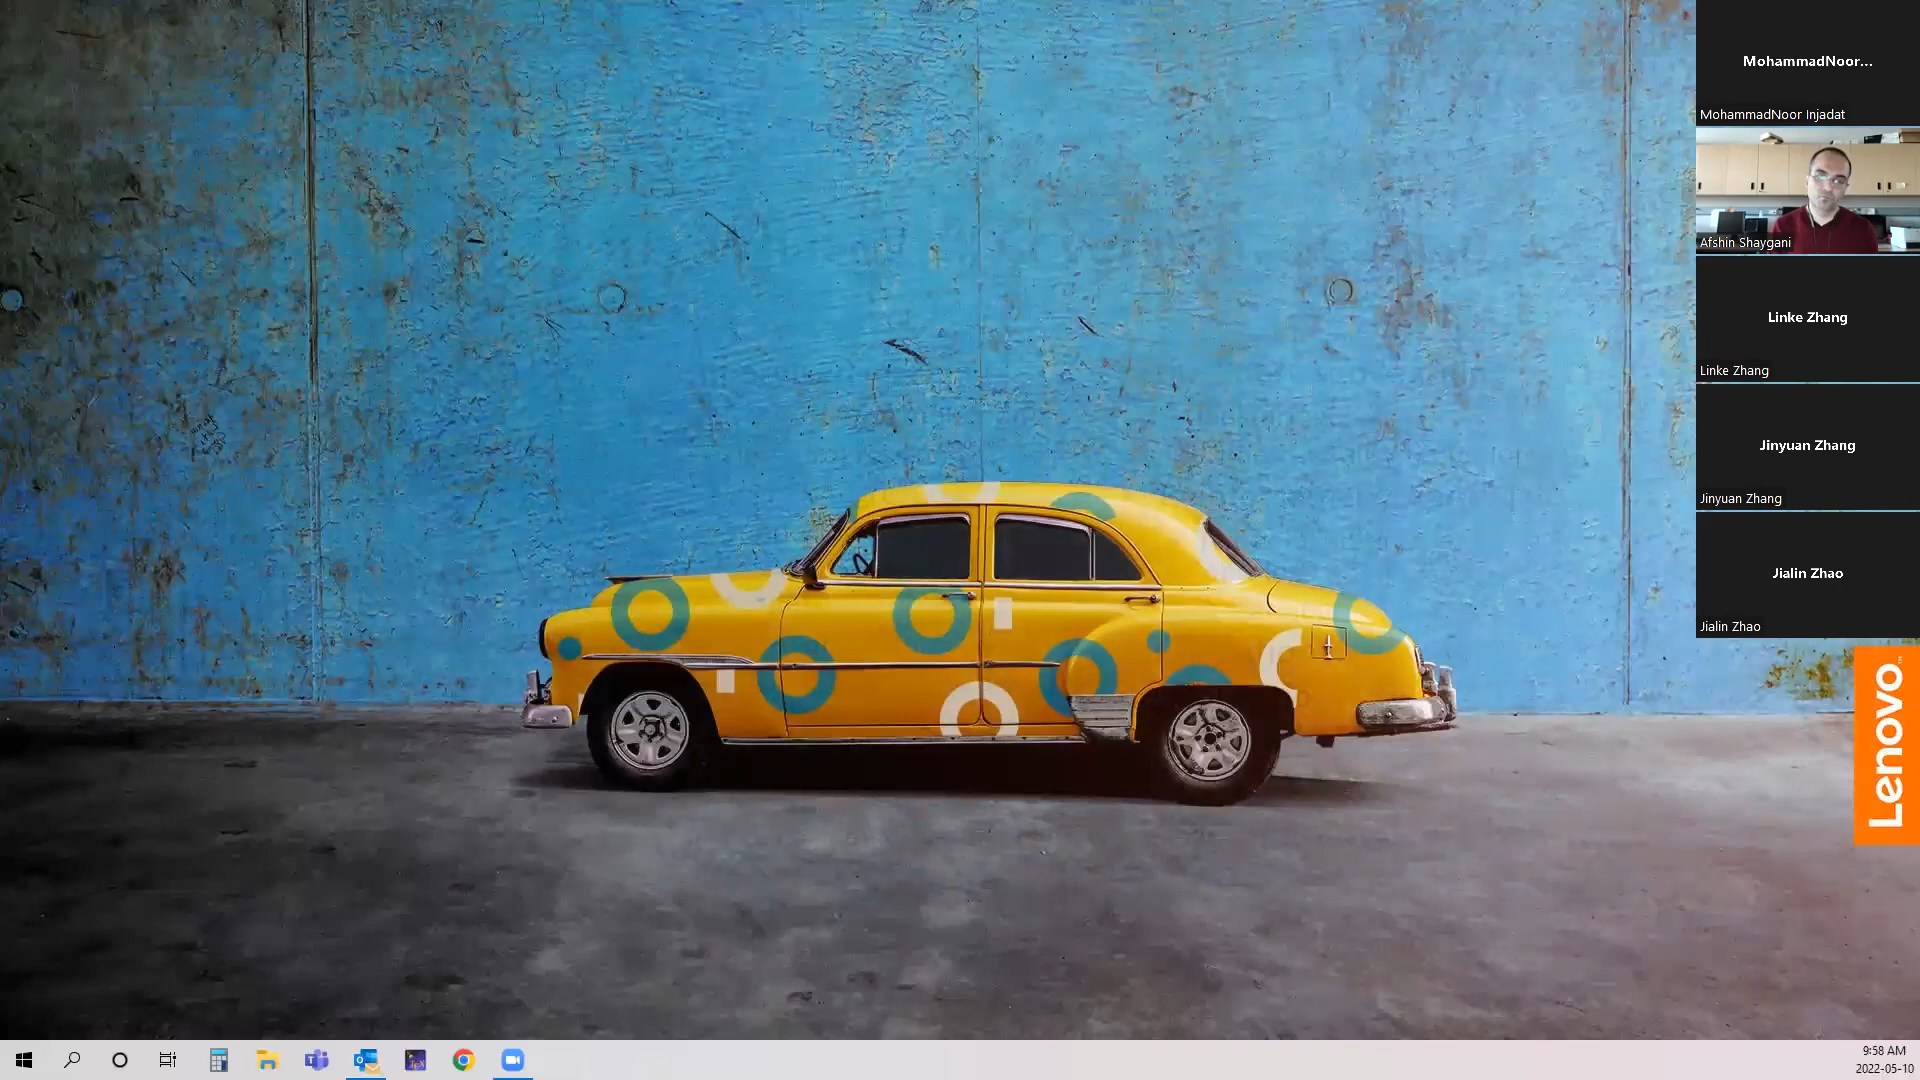 MohammadNoor...
MohammadNoor Injadat
Afshin Shaygani
Linke Zhang
Linke Zhang
Jinyuan Zhang
Jinyuan Zhang
Jialin Zhao
Jialin Zhao
Lenovo
9:58 AM
2022-05-10